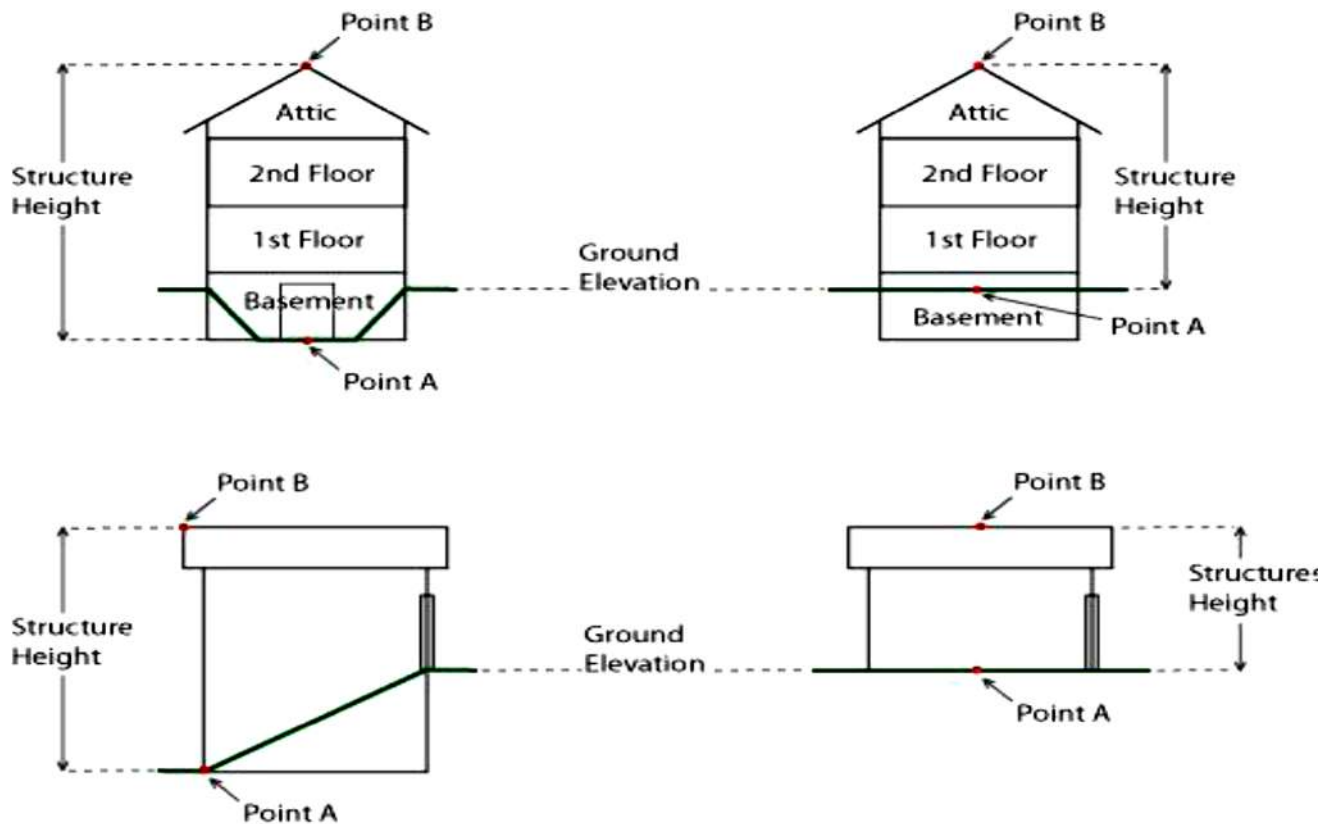 Point B
Attic
2nd Floor
1st Floor
Basement
Structure
Height
Point A
Ground
Elevation
Point B
Attic
2nd Floor
1st Floor
Basement
Structure
Height
Point A
Point B
Structure
Height
Point A
Ground
Elevation
Point B
Structures
Height
Point A